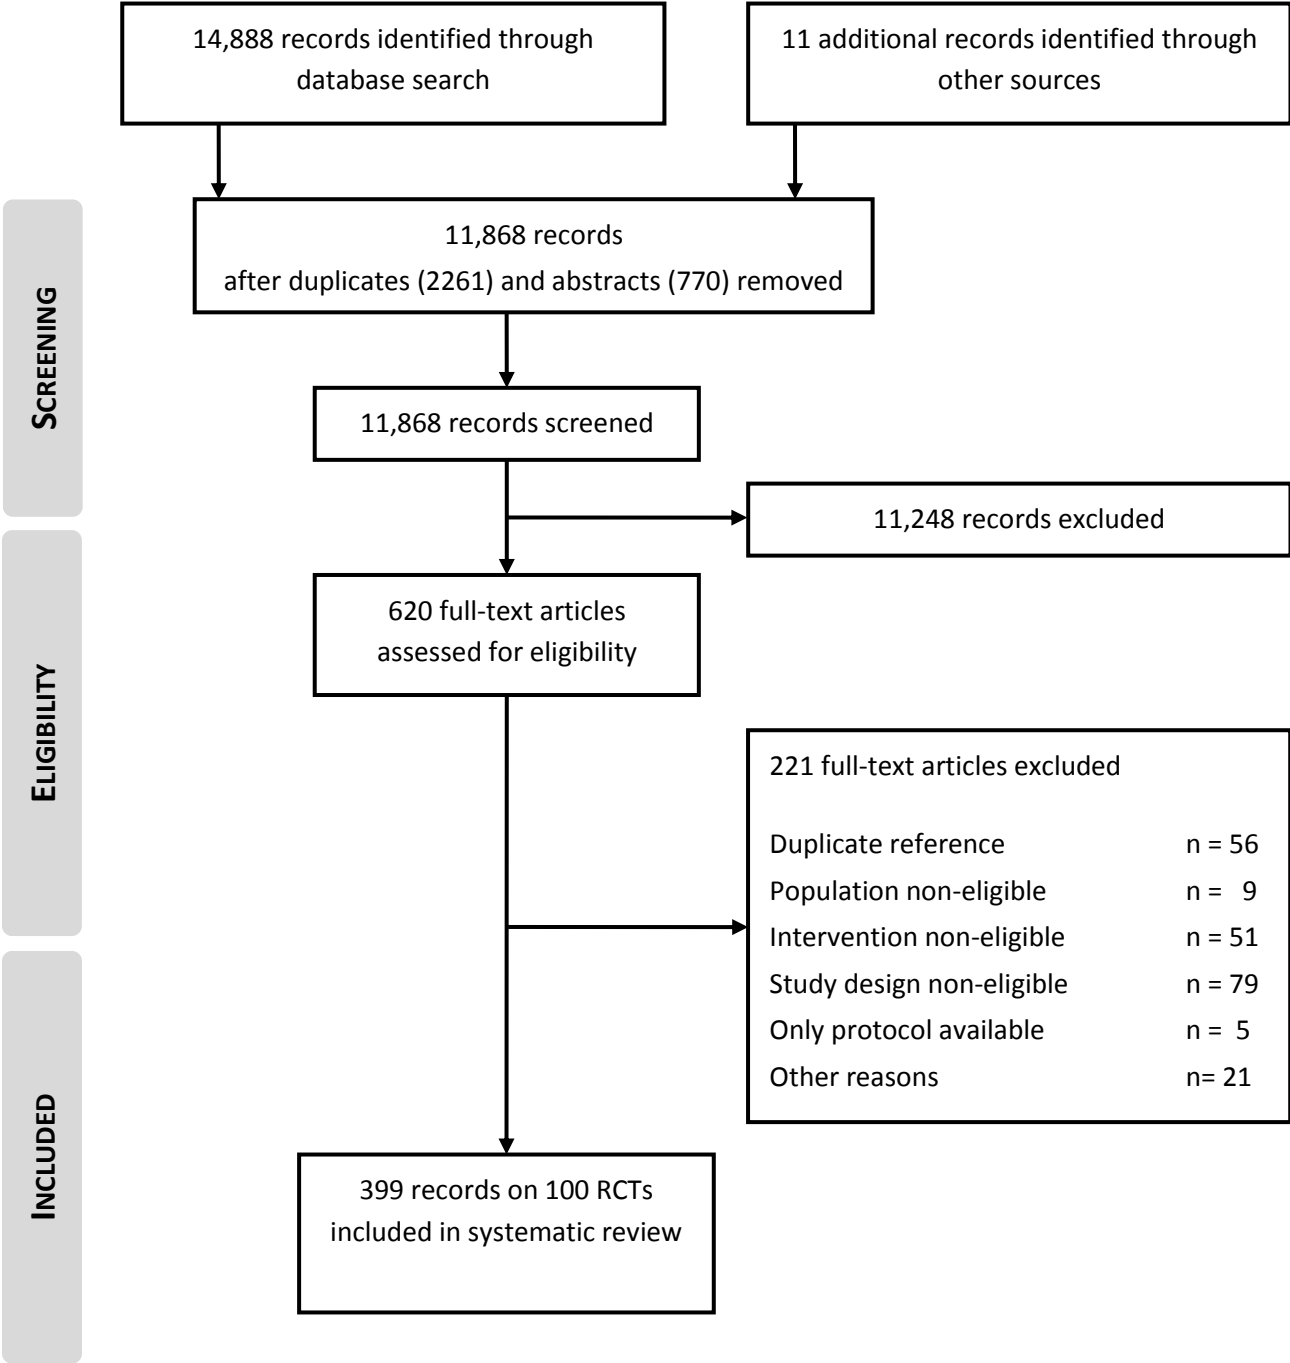 14,888 records identified through
database search
11 additional records identified through
other sources
11,868 records
after duplicates (2261) and abstracts (770) removed
SCREENING
11,868 records screened
11,248 records excluded
620 full-text articles
assessed for eligibility
ELIGIBILITY
221 full-text articles excluded
Duplicate reference n = 56
Population non-eligible n = 9
Intervention non-eligible n = 51
Study design non-eligible n = 79
Only protocol available n = 5
Other reasons n= 21
INCLUDED
399 records on 100 RCTs
included in systematic review